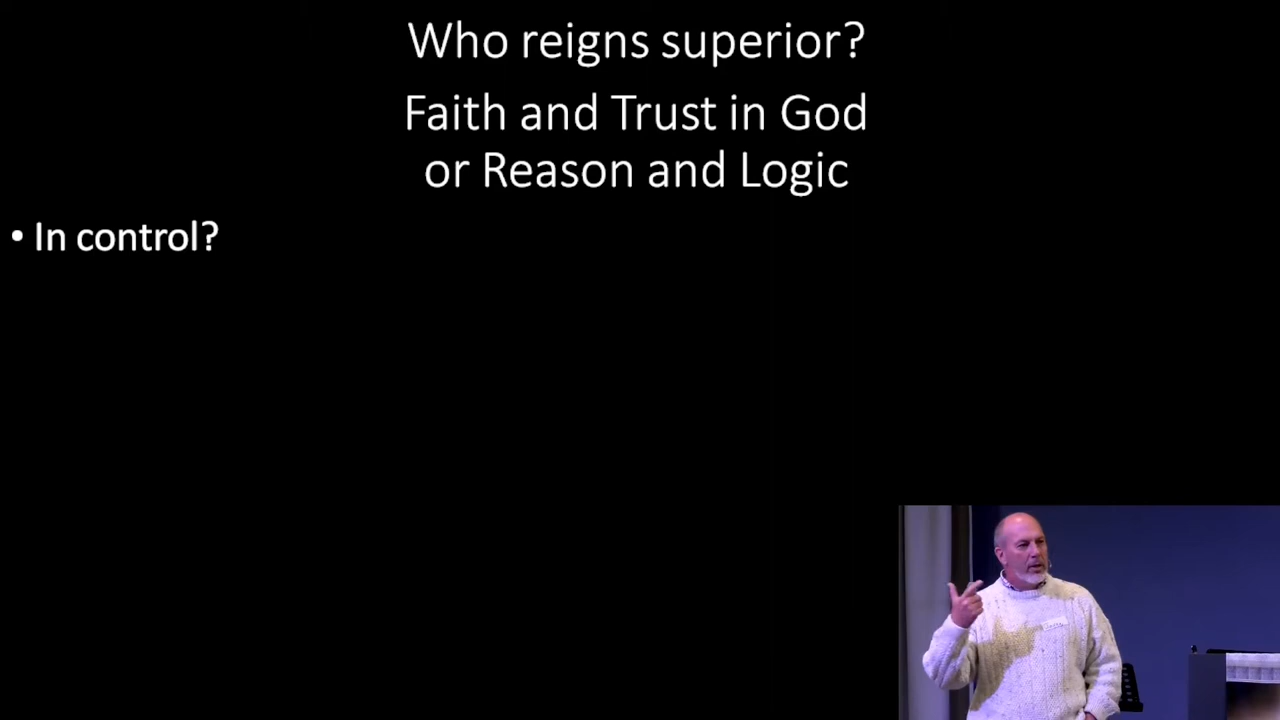 Who reigns superior?
Faith and Trust in God
or Reason and Logic
• In control?